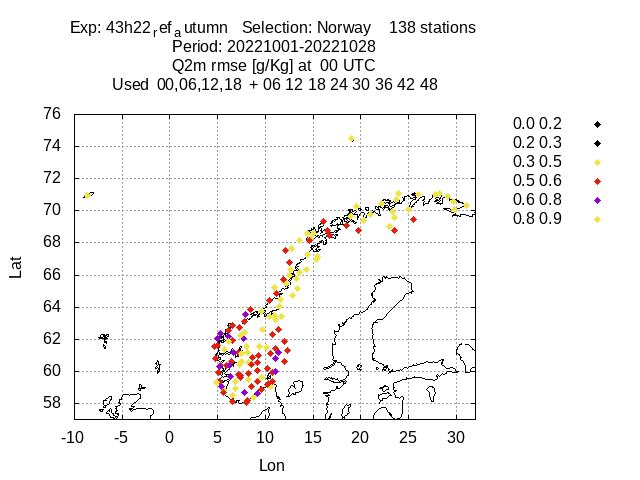 Exp: 43h22ref_autumn Selection: Norway 138 stations
Period: 20221001-20221028
Q2m rmse [g/Kg] at 00 UTC
Used 00,06,12,18 + 06 12 18 24 30 36 42 48
76
74
72
70
68
66
64
62
60
58
Lat
-10 -5 0 5 10 15 20 25 30
Lon
0.0 0.2
0.2 0.3
0.3 0.5
0.5 0.6
0.6 0.8
0.8 0.9